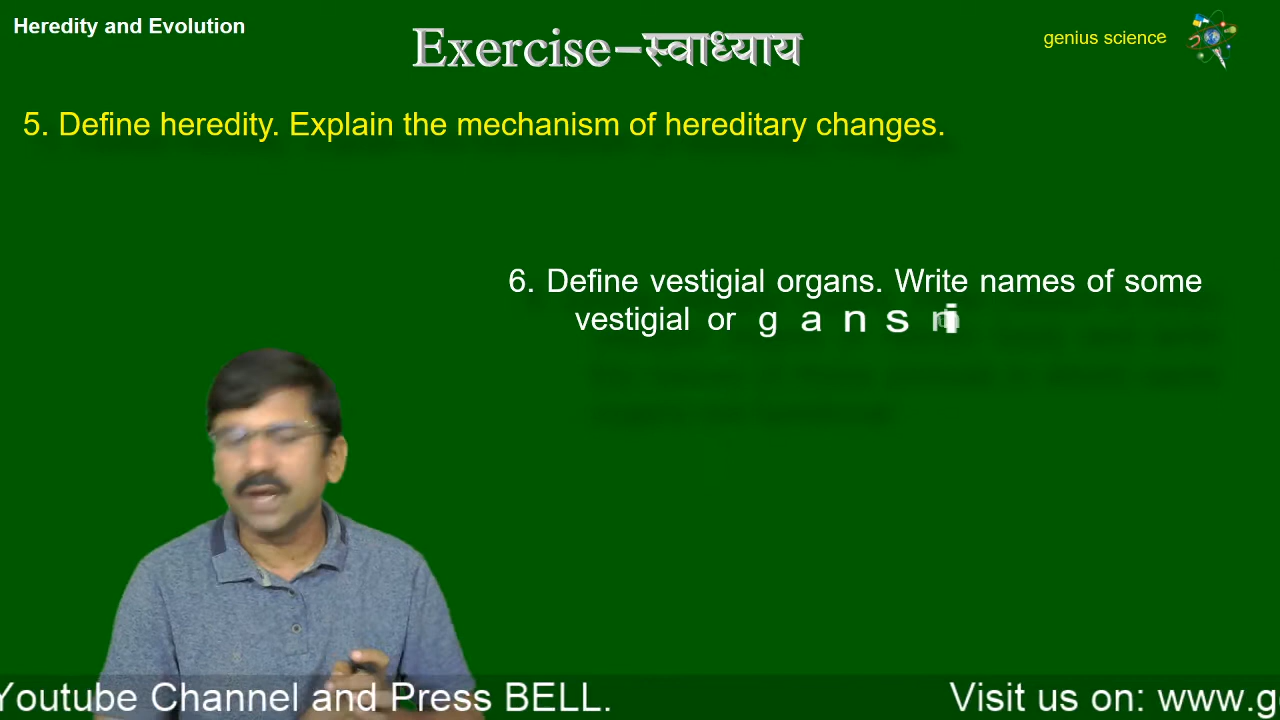 Heredity and Evolution
Exercise–स्वाध्याय
genius science
5. Define heredity. Explain the mechanism of hereditary changes.
6. Define vestigial organs. Write names of some
vestigial or g a n s
Youtube Channel and Press BELL.
Visit us on: www.g